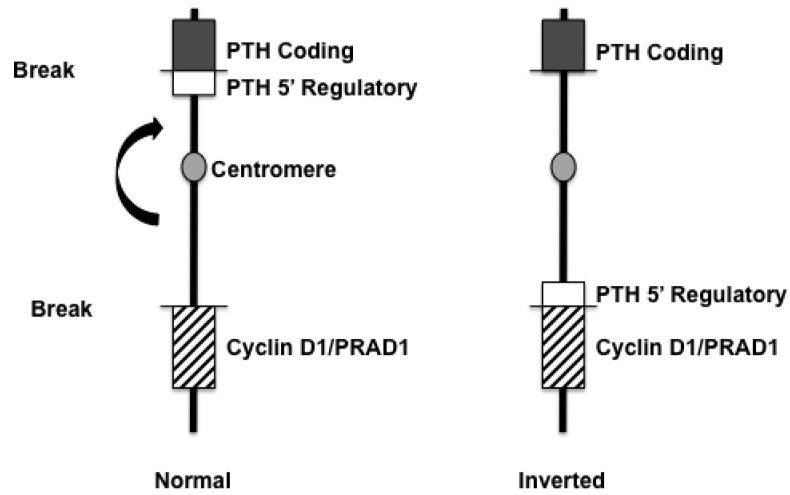 PTH Coding
Break
PTH 5’ Regulatory
Centromere
Break
Cyclin D1/PRAD1
Normal
PTH Coding
PTH 5’ Regulatory
Cyclin D1/PRAD1
Inverted